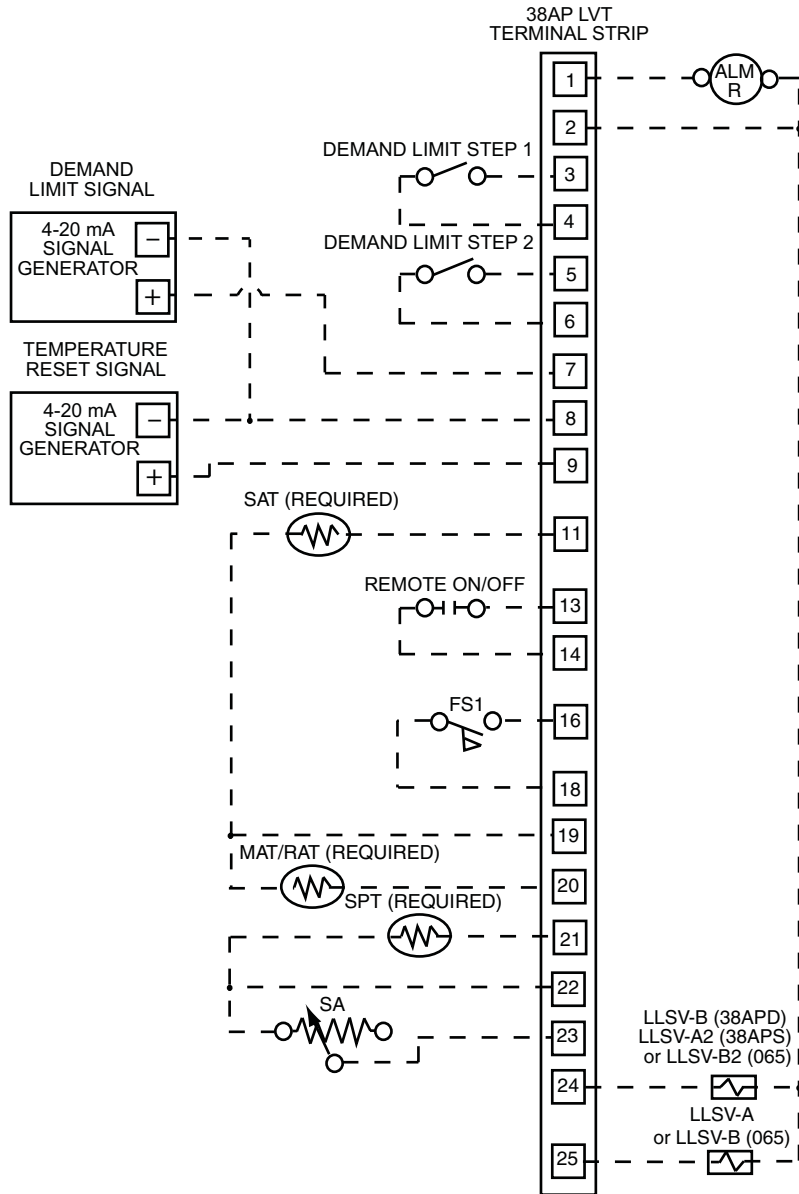 38AP LVT
TERMINAL STRIP
1
ALM
R
2
DEMAND LIMIT STEP 1
3
4
DEMAND LIMIT STEP 2
5
6
DEMAND
LIMIT SIGNAL
4-20 mA
SIGNAL
GENERATOR
−
+
7
TEMPERATURE
RESET SIGNAL
4-20 mA
SIGNAL
GENERATOR
−
+
8
9
SAT (REQUIRED)
11
REMOTE ON/OFF
13
14
FS1
16
18
19
MAT/RAT (REQUIRED)
20
SPT (REQUIRED)
21
22
SA
23
LLSV-B (38APD)
LLSV-A2 (38APS)
or LLSV-B2 (065)
24
LLSV-A
or LLSV-B (065)
25